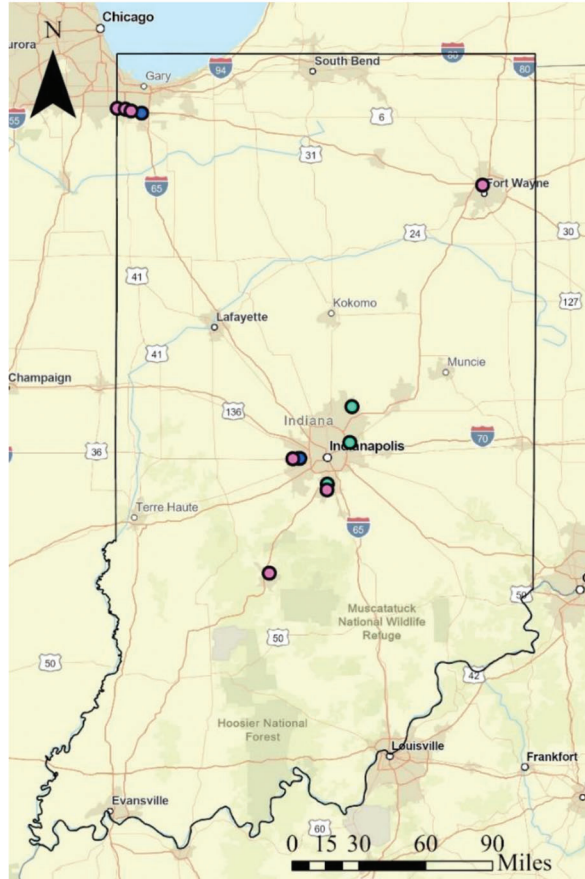 Chicago
N
urora
Gary
94
South Bend
80
80
55
6
31
65
Fort Wayne
24
30
41
127
Lafayette
Kokomo
41
Muncie
Champaign
136
Indiana
70
36
Indianapolis
Terre Haute
65
50
Muscatatuck
National Wildlife
Refuge
50
50
42
Hoosier National
Forest
Louisville
Frankfort
Evansville
60
0 15 30 60 90
Miles